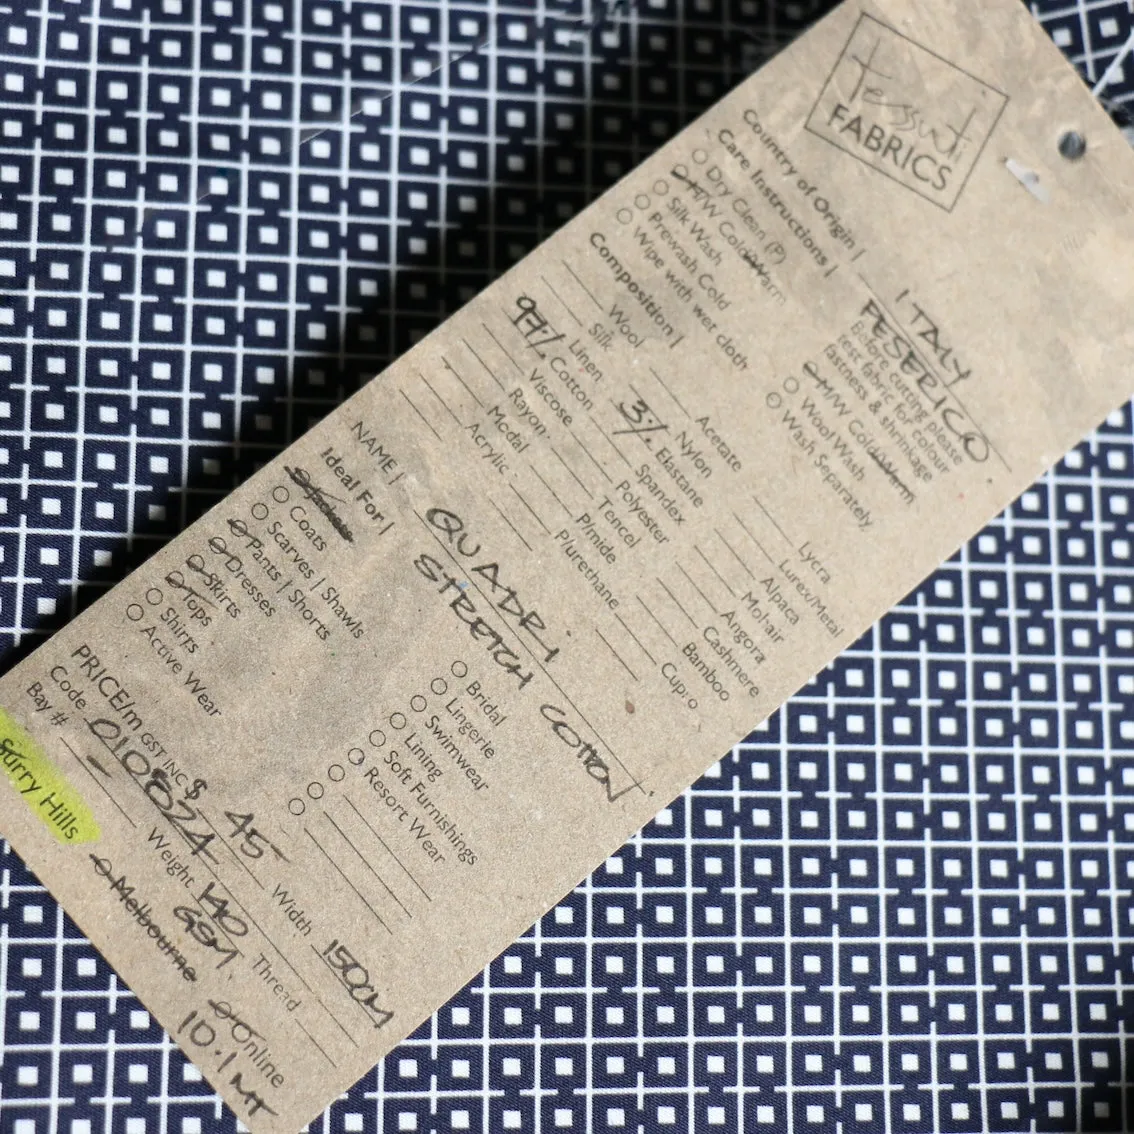 Tessuti
FABRICS
Country of Origin | ITALY
PESERICO
Care Instructions |
Before cutting please
test fabric for colour
fastness & shrinkage
Dry Clean (P)
H/W Cold/Warm
Silk Wash
Prewash Cold
Wipe with wet cloth
M/W Cold/Warm
Wool Wash
Wash Separately
Composition |
Wool
Silk
Linen
97% Cotton
Viscose
Rayon
Modal
Acrylic
Acetate
Nylon
3% Elastane
Spandex
Polyester
Tencel
P/mide
P/urethane
Lycra
Lurex/Metal
Alpaca
Mohair
Angora
Cashmere
Bamboo
Cupro
NAME | QUADRI
STRETCH COTTON
Ideal For |
Coats
Scarves | Shawls
Pants | Shorts
Dresses
Skirts
Tops
Shirts
Active Wear
Bridal
Lingerie
Swimwear
Lining
Soft Furnishings
Resort Wear
PRICE/m GST INC $ 45-
Width 150CM
Code 010824
Weight 140
GSM.
Thread
Bay # -
Surry Hills
Melbourne
Online
10.1 MT